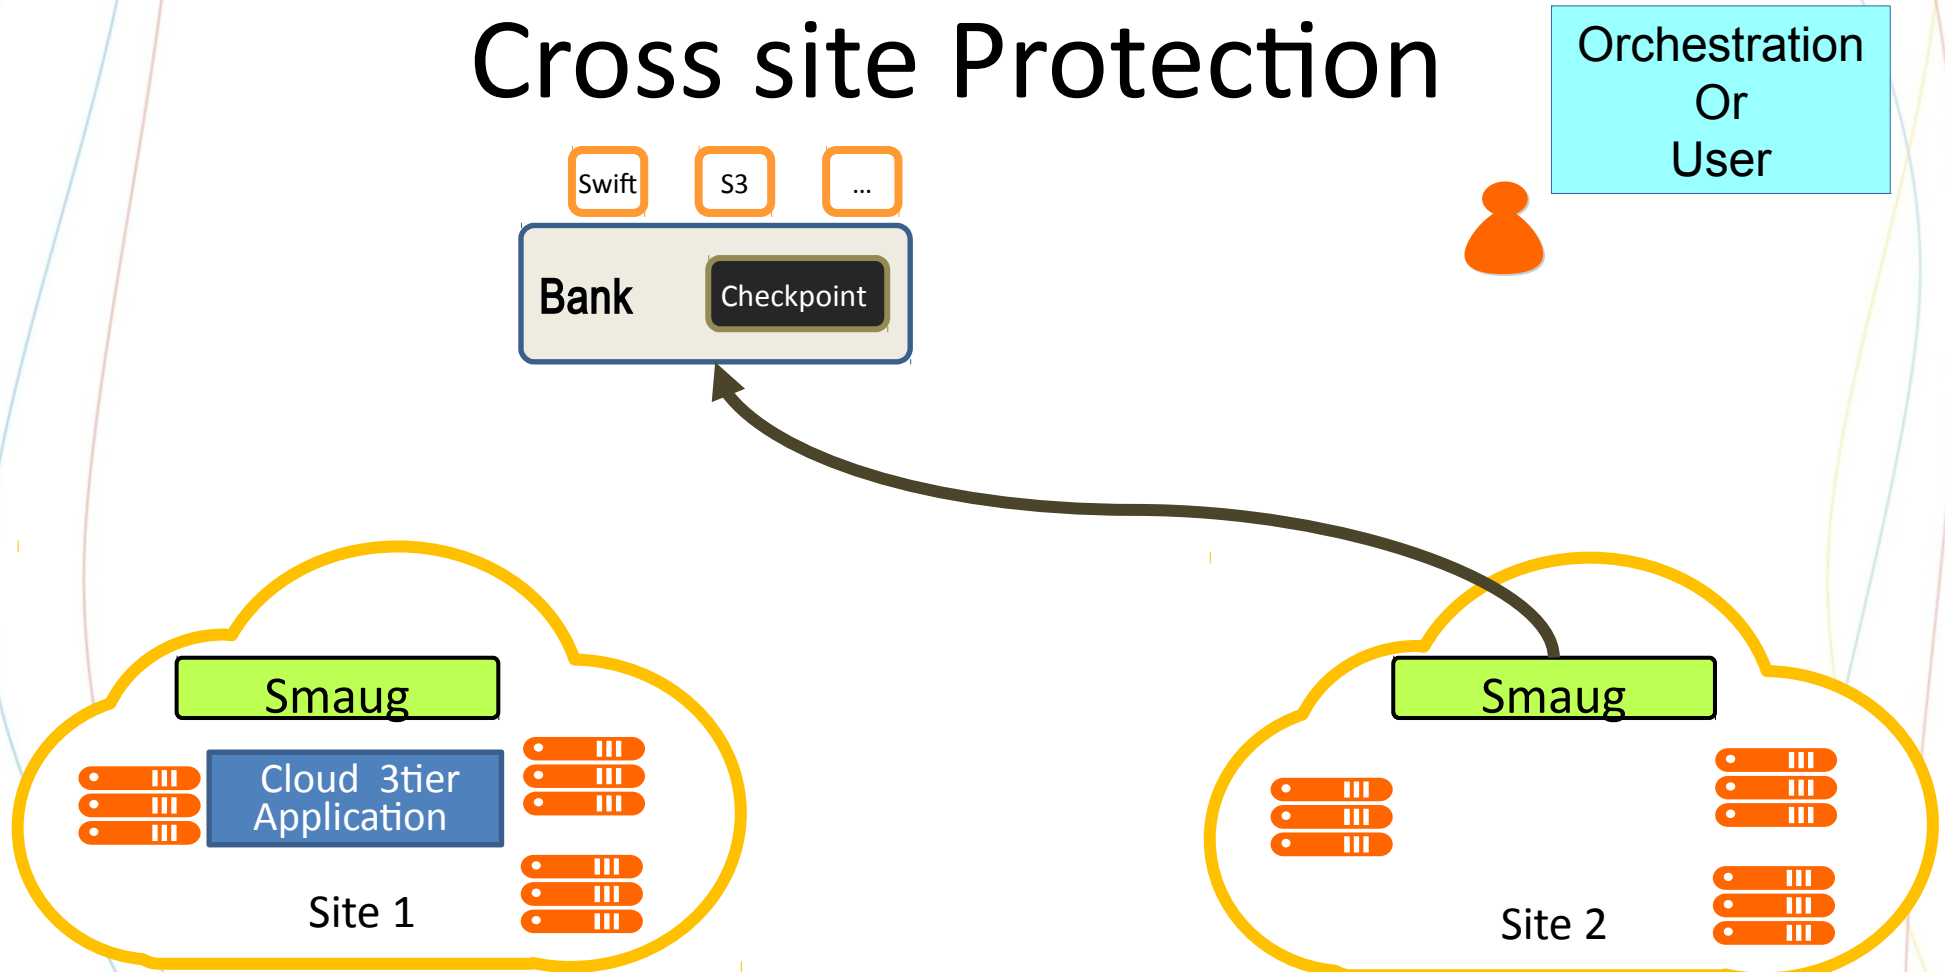 Cross site Protection
Orchestration
Or
User
Swift
S3
...
Bank
Checkpoint
Smaug
Cloud 3tier
Application
Site 1
Smaug
Site 2